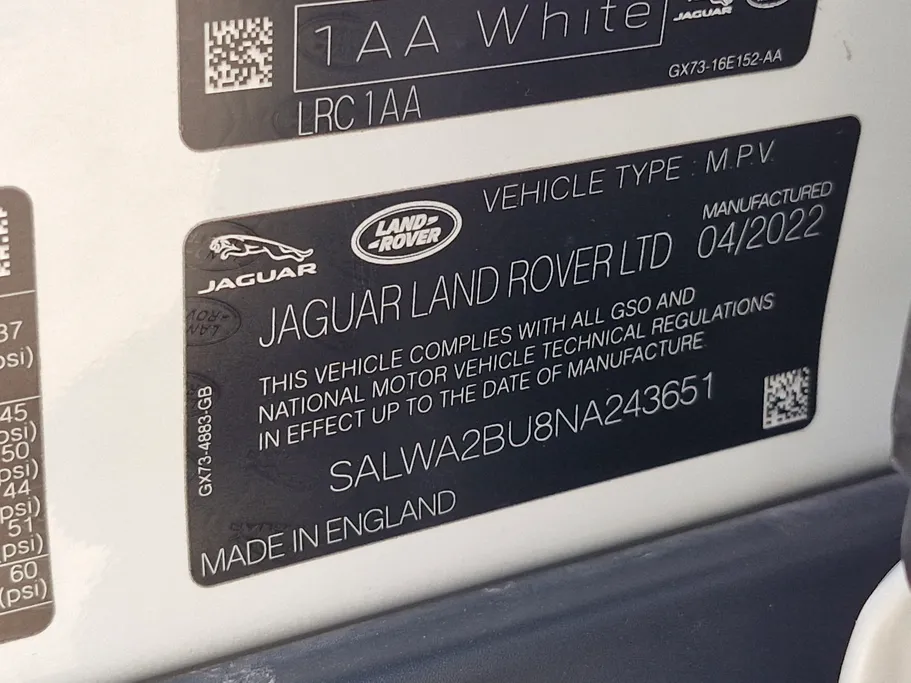 1AA White
JAGUAR
GX73-16E152-AA
LRC 1AA
VEHICLE TYPE : M.P.V.
JAGUAR
LAND-
-ROVER
MANUFACTURED
04/2022
JAGUAR LAND ROVER LTD
THIS VEHICLE COMPLIES WITH ALL GSO AND
NATIONAL MOTOR VEHICLE TECHNICAL REGULATIONS
IN EFFECT UP TO THE DATE OF MANUFACTURE
GX73-4883-GB
SALWA2BU8NA243651
MADE IN ENGLAND
37
psi)
45
psi)
50
psi)
44
psi)
51
(psi)
60
(psi)